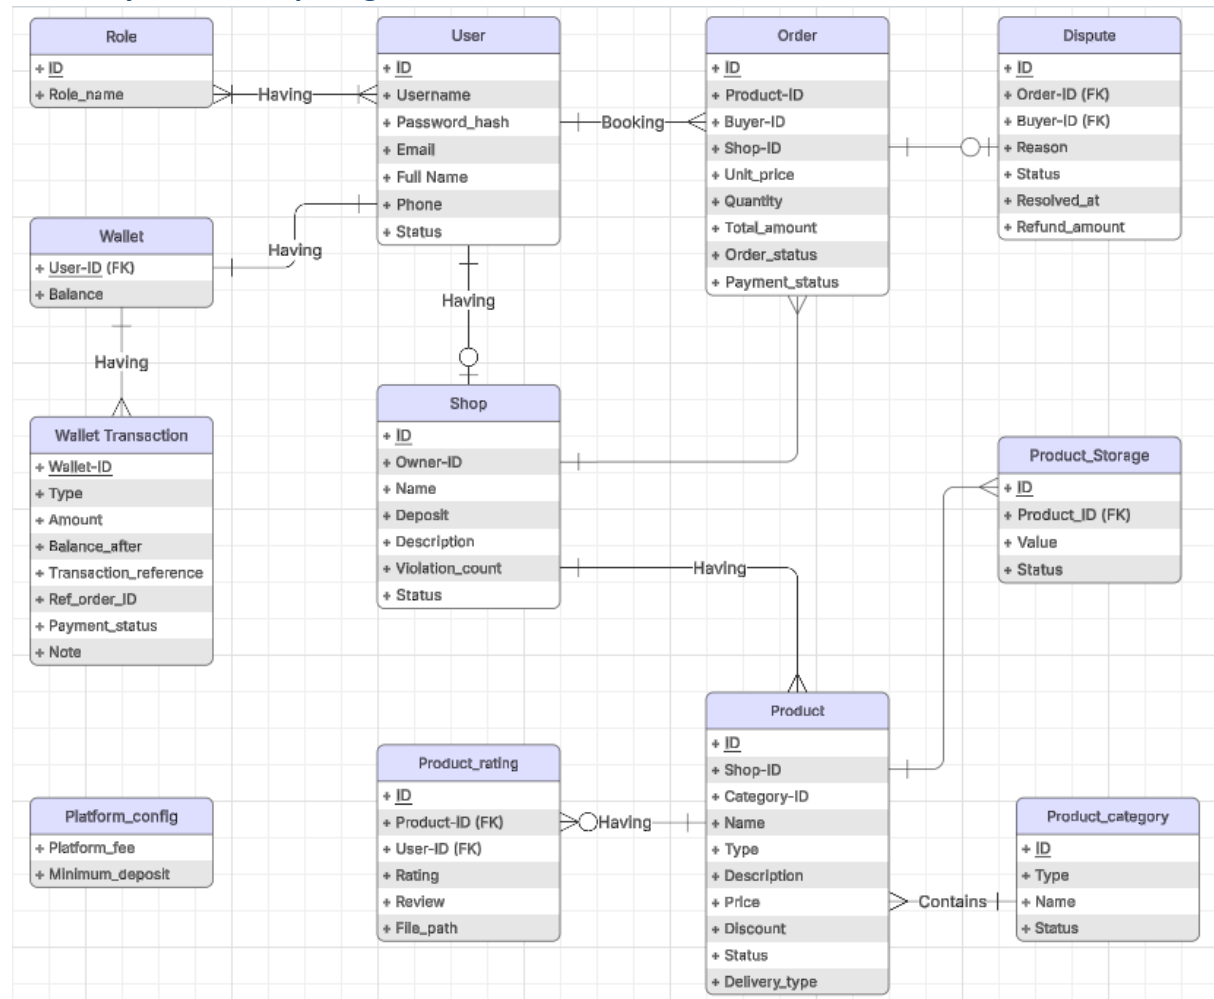 Role
+ ID
+ Role_name
Having
User
+ ID
+ Username
+ Password_hash
+ Email
+ Full Name
+ Phone
+ Status
Booking
Order
+ ID
+ Product-ID
+ Buyer-ID
+ Shop-ID
+ Unit_price
+ Quantity
+ Total_amount
+ Order_status
+ Payment_status
Dispute
+ ID
+ Order-ID (FK)
+ Buyer-ID (FK)
+ Reason
+ Status
+ Resolved_at
+ Refund_amount
Wallet
+ User-ID (FK)
+ Balance
Having
Having
Having
Wallet Transaction
+ Wallet-ID
+ Type
+ Amount
+ Balance_after
+ Transaction_reference
+ Ref_order_ID
+ Payment_status
+ Note
Shop
+ ID
+ Owner-ID
+ Name
+ Deposit
+ Description
+ Violation_count
+ Status
Having
Product_Storage
+ ID
+ Product_ID (FK)
+ Value
+ Status
Product_rating
+ ID
+ Product-ID (FK)
+ User-ID (FK)
+ Rating
+ Review
+ File_path
Having
Product
+ ID
+ Shop-ID
+ Category-ID
+ Name
+ Type
+ Description
+ Price
+ Discount
+ Status
+ Delivery_type
Contains
Product_category
+ ID
+ Type
+ Name
+ Status
Platform_config
+ Platform_fee
+ Minimum_deposit